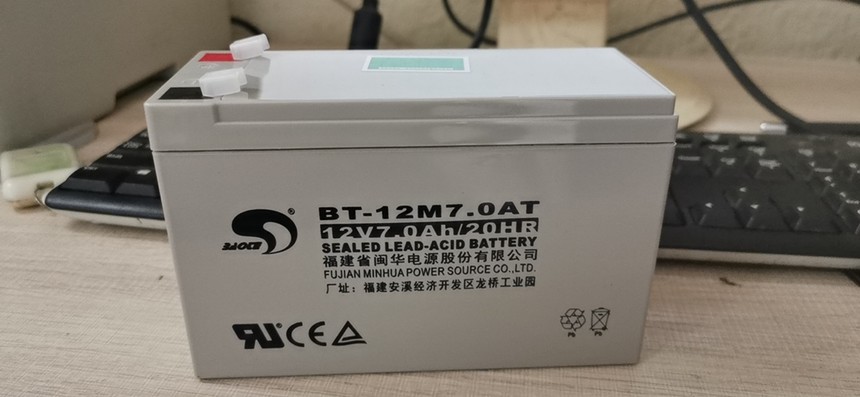 BT-12M7.0AT
12V7.0Ah/20HR
SEALED LEAD-ACID BATTERY
福建省闽华电源股份有限公司
FUJIAN MINHUA POWER SOURCE CO.,LTD.
厂址：福建安溪经济开发区龙桥工业园
CE
Pb Pb